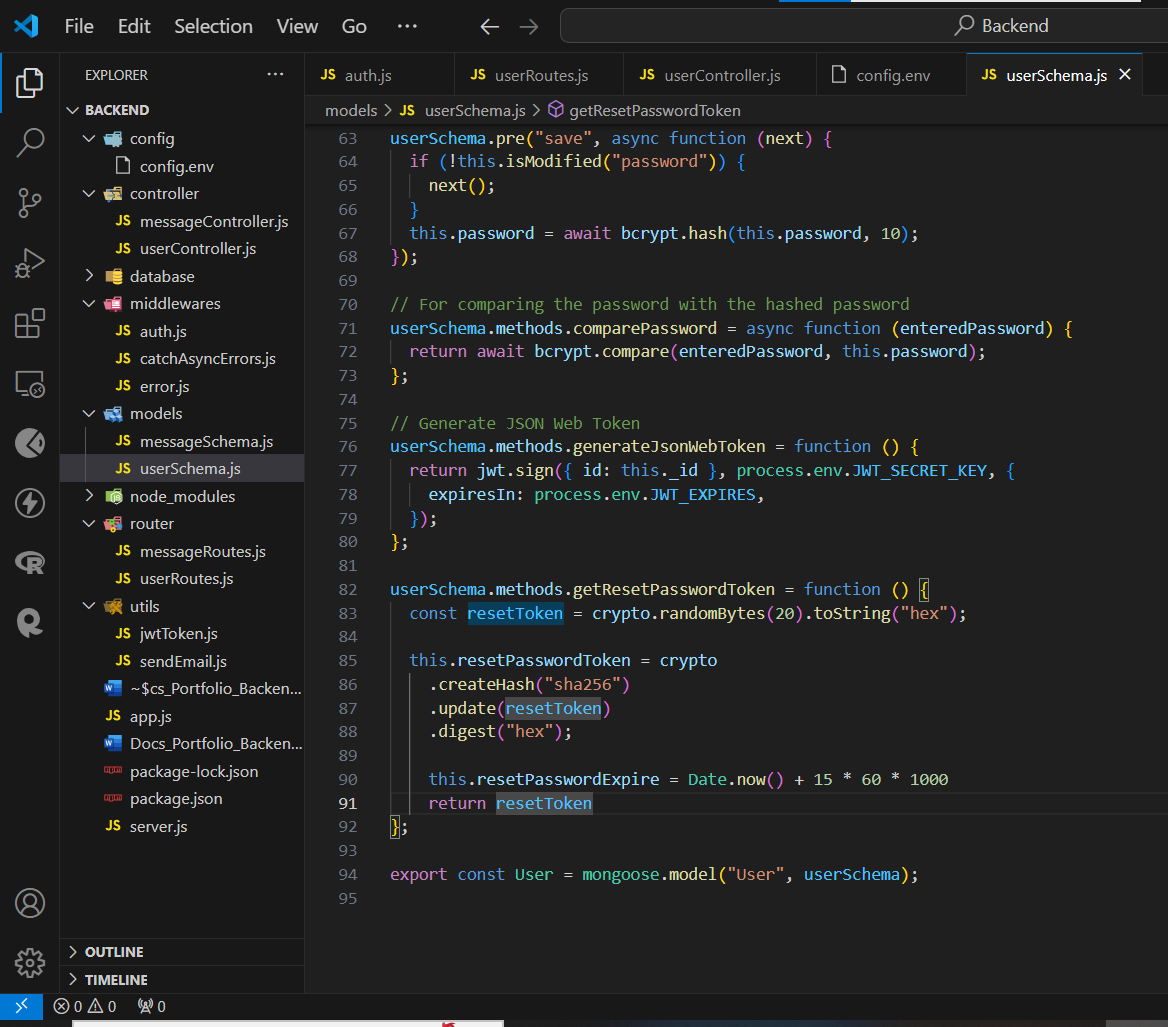 File Edit Selection View Go ··· Backend
EXPLORER ···
BACKEND
config
config.env
controller
JS messageController.js
JS userController.js
database
middlewares
JS auth.js
JS catchAsyncErrors.js
JS error.js
models
JS messageSchema.js
JS userSchema.js
node_modules
router
JS messageRoutes.js
JS userRoutes.js
utils
JS jwtToken.js
JS sendEmail.js
~$cs_Portfolio_Backen...
JS app.js
Docs_Portfolio_Backen...
package-lock.json
package.json
JS server.js
OUTLINE
TIMELINE
JS auth.js JS userRoutes.js JS userController.js config.env JS userSchema.js
models > JS userSchema.js > getResetPasswordToken
63 userSchema.pre("save", async function (next) {
64   if (!this.isModified("password")) {
65     next();
66   }
67   this.password = await bcrypt.hash(this.password, 10);
68 });
69
70 // For comparing the password with the hashed password
71 userSchema.methods.comparePassword = async function (enteredPassword) {
72   return await bcrypt.compare(enteredPassword, this.password);
73 };
74
75 // Generate JSON Web Token
76 userSchema.methods.generateJsonWebToken = function () {
77   return jwt.sign({ id: this._id }, process.env.JWT_SECRET_KEY, {
78     expiresIn: process.env.JWT_EXPIRES,
79   });
80 };
81
82 userSchema.methods.getResetPasswordToken = function () {
83   const resetToken = crypto.randomBytes(20).toString("hex");
84
85   this.resetPasswordToken = crypto
86     .createHash("sha256")
87     .update(resetToken)
88     .digest("hex");
89
90     this.resetPasswordExpire = Date.now() + 15 * 60 * 1000
91     return resetToken
92 };
93
94 export const User = mongoose.model("User", userSchema);
95
0 0 0